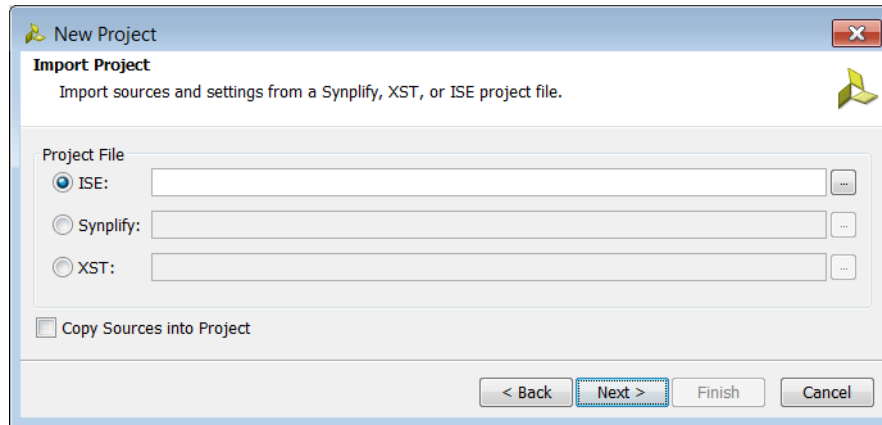 New Project
Import Project
Import sources and settings from a Synplify, XST, or ISE project file.
Project File
ISE:
...
Synplify:
...
XST:
...
Copy Sources into Project
< Back Next > Finish Cancel